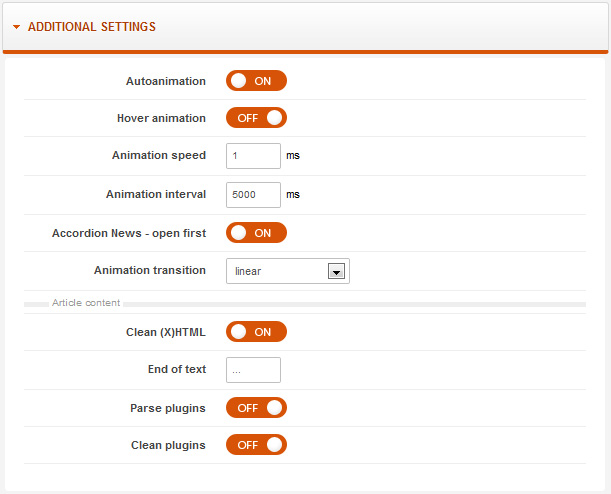 ADDITIONAL SETTINGS
Autoanimation ON
Hover animation OFF
Animation speed 1 ms
Animation interval 5000 ms
Accordion News - open first ON
Animation transition linear
Article content
Clean (X)HTML ON
End of text ...
Parse plugins OFF
Clean plugins OFF